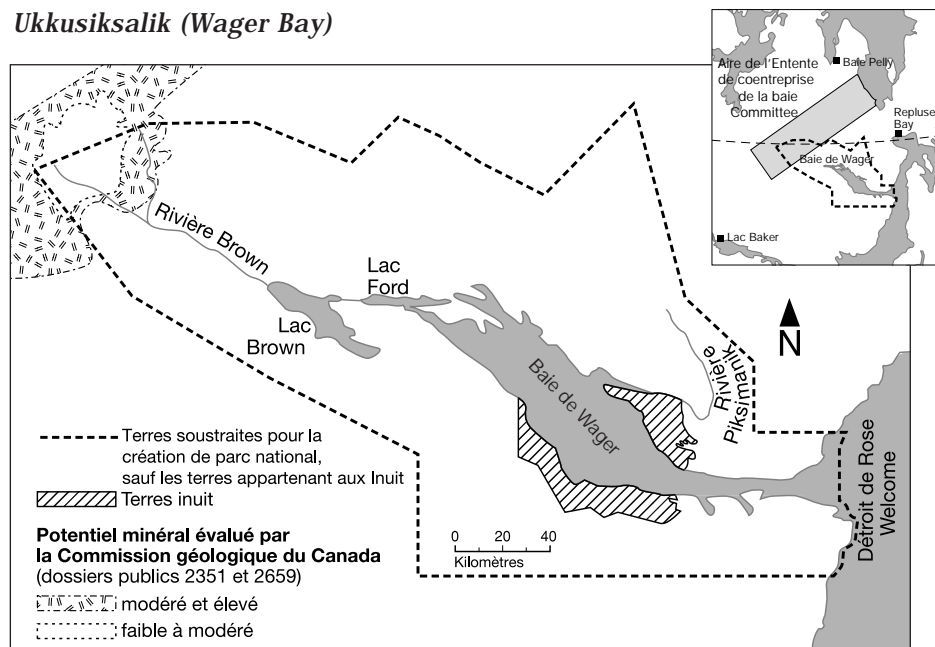 Ukkusiksalik (Wager Bay)
Aire de l'Entente
de coentreprise
de la baie
Committee
Baie Pelly
Repluse
Bay
Baie de Wager
Lac Baker
Rivière Brown
Lac
Ford
Lac
Brown
Baie de Wager
Rivière
Piksimanik
N
Détroit de Rose
Welcome
Terres soustraites pour la
création de parc national,
sauf les terres appartenant aux Inuit
Terres inuit
Potentiel minéral évalué par
la Commission géologique du Canada
(dossiers publics 2351 et 2659)
modéré et élevé
faible à modéré
0 20 40
Kilomètres